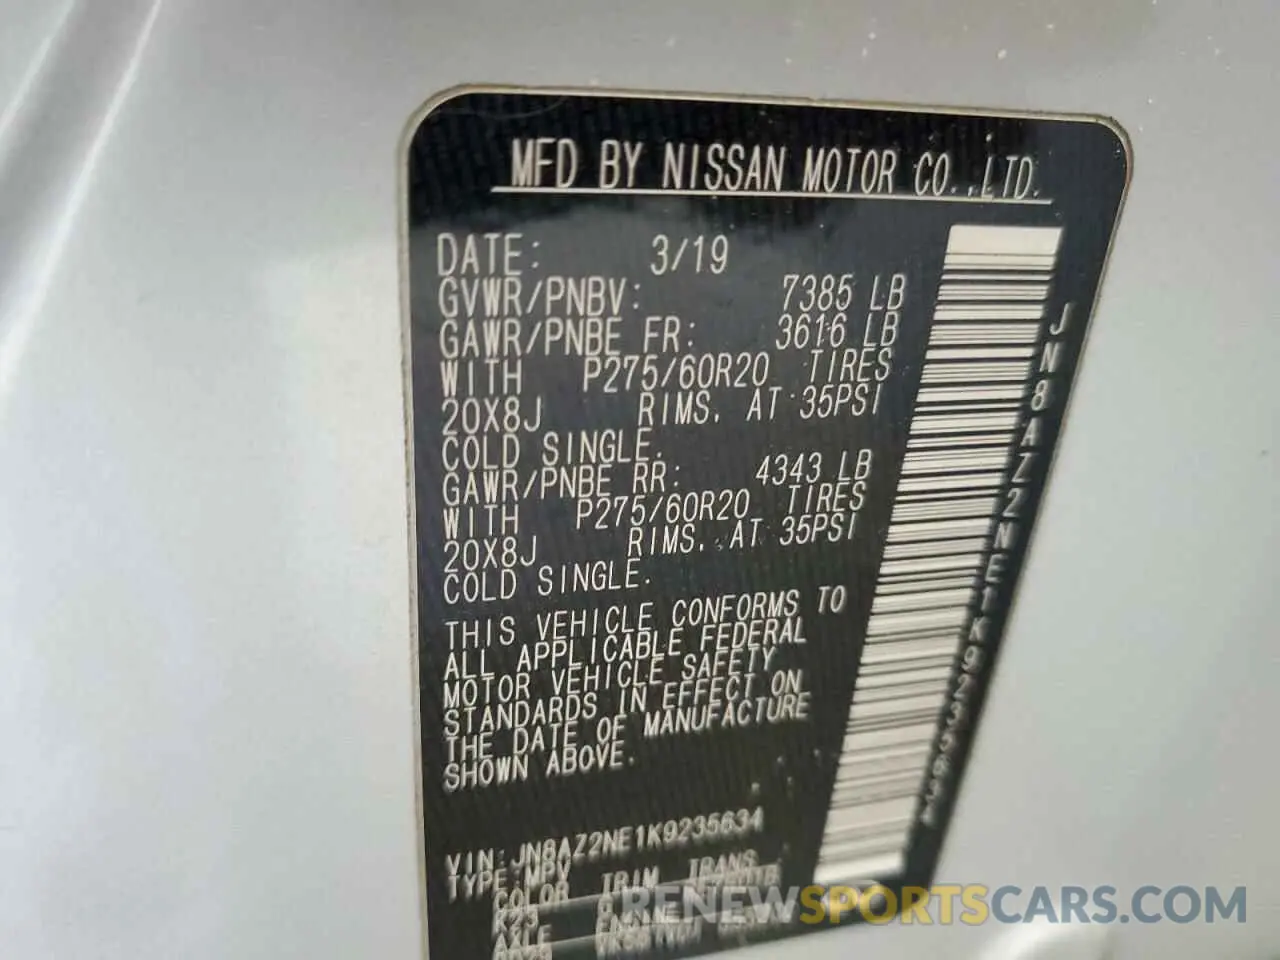 MFD BY NISSAN MOTOR CO.,LTD.
DATE: 3/19
GVWR/PNBV: 7385 LB
GAWR/PNBE FR: 3616 LB
WITH P275/60R20 TIRES
20X8J RIMS. AT 35PSI
COLD SINGLE.
GAWR/PNBE RR: 4343 LB
WITH P275/60R20 TIRES
20X8J RIMS. AT 35PSI
COLD SINGLE.
THIS VEHICLE CONFORMS TO
ALL APPLICABLE FEDERAL
MOTOR VEHICLE SAFETY
STANDARDS IN EFFECT ON
THE DATE OF MANUFACTURE
SHOWN ABOVE.
VIN:JN8AZ2NE1K9235634
TYPE:MPV
COLOR TRIM TRANS
K23
AXLE
JN8AZ2NE1K9235634
RENEWSPORTSCARS.COM